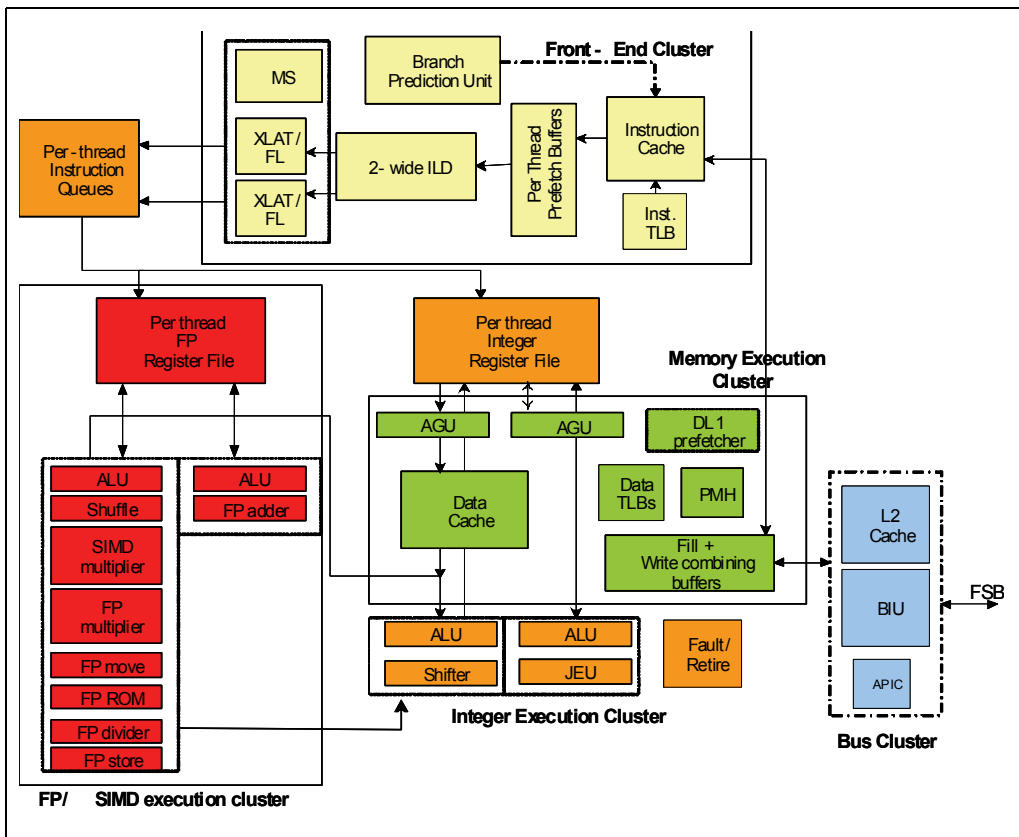 Front - End Cluster
MS
Branch
Prediction Unit
XLAT /
FL
XLAT /
FL
2- wide ILD
Per Thread
Prefetch Buffers
Instruction
Cache
Inst.
TLB
Per - thread
Instruction
Queues
Per thread
FP
Register File
Per thread
Integer
Register File
Memory Execution
Cluster
AGU
AGU
DL1
prefetcher
Data
Cache
Data
TLBs
PMH
Fill +
Write combining
buffers
ALU
Shuffle
SIMD
multiplier
FP
multiplier
FP move
FP ROM
FP divider
FP store
ALU
FP adder
ALU
Shifter
ALU
JEU
Fault /
Retire
Integer Execution Cluster
L2
Cache
BIU
APIC
FSB
Bus Cluster
FP/ SIMD execution cluster